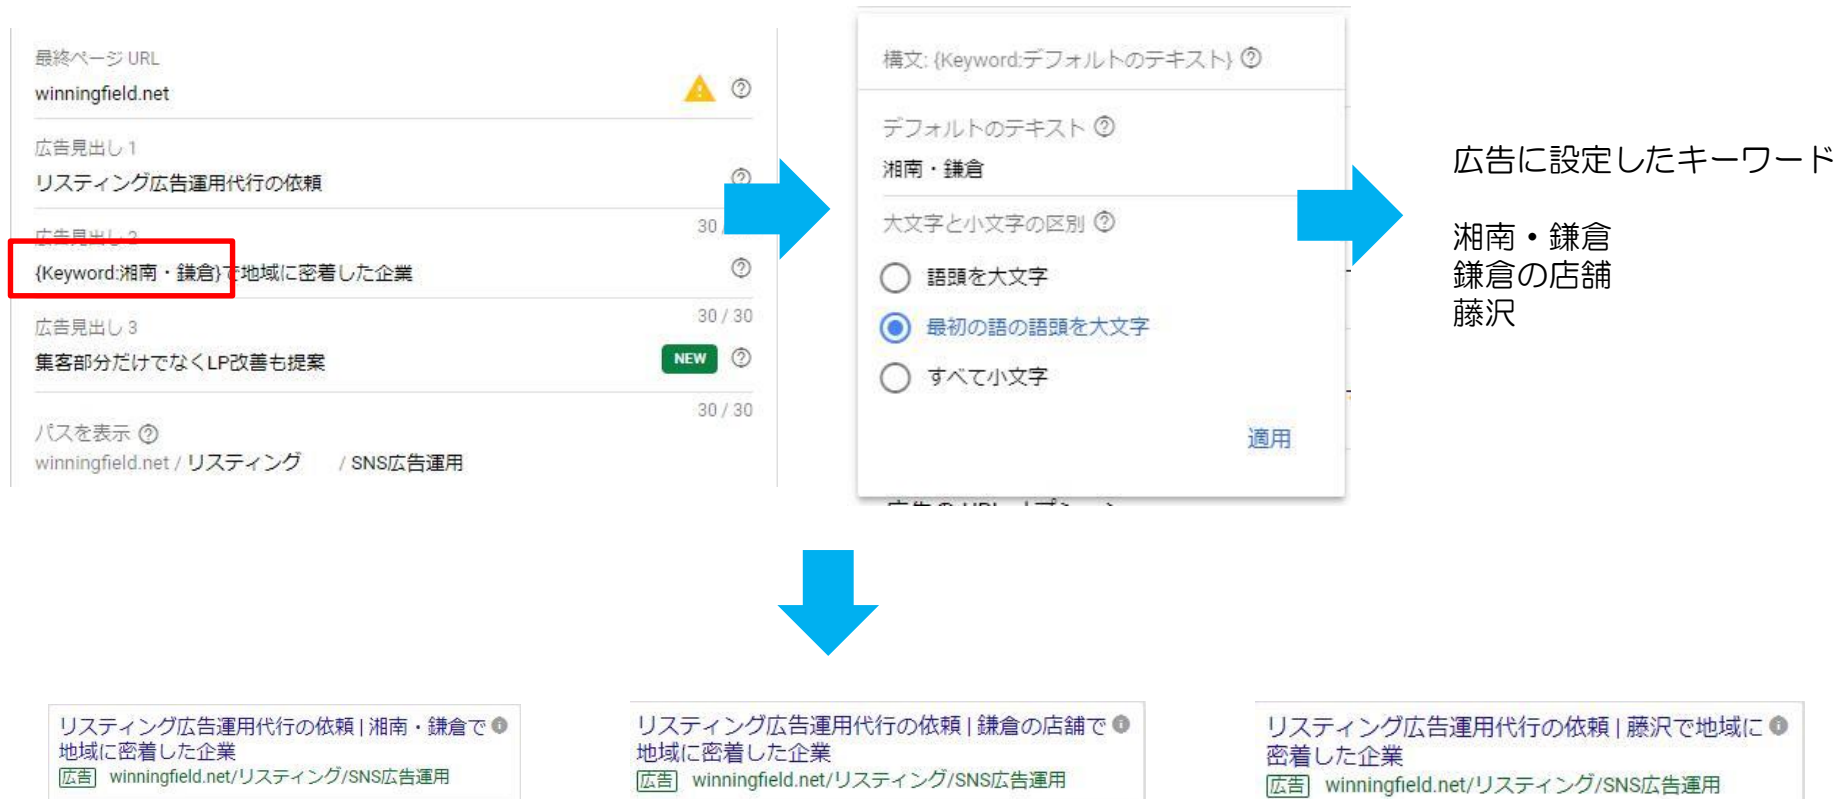 最終ページ URL
winningfield.net
広告見出し 1
リスティング広告運用代行の依頼
30 /
広告見出し 2
{Keyword:湘南・鎌倉}で地域に密着した企業
30 / 30
広告見出し 3
集客部分だけでなくLP改善も提案
NEW
30 / 30
パスを表示
winningfield.net / リスティング / SNS広告運用
構文: {Keyword:デフォルトのテキスト}
デフォルトのテキスト
湘南・鎌倉
大文字と小文字の区別
語頭を大文字
最初の語の語頭を大文字
すべて小文字
適用
広告に設定したキーワード
湘南・鎌倉
鎌倉の店舗
藤沢
リスティング広告運用代行の依頼 | 湘南・鎌倉で
地域に密着した企業
広告 winningfield.net/リスティング/SNS広告運用
リスティング広告運用代行の依頼 | 鎌倉の店舗で
地域に密着した企業
広告 winningfield.net/リスティング/SNS広告運用
リスティング広告運用代行の依頼 | 藤沢で地域に
密着した企業
広告 winningfield.net/リスティング/SNS広告運用